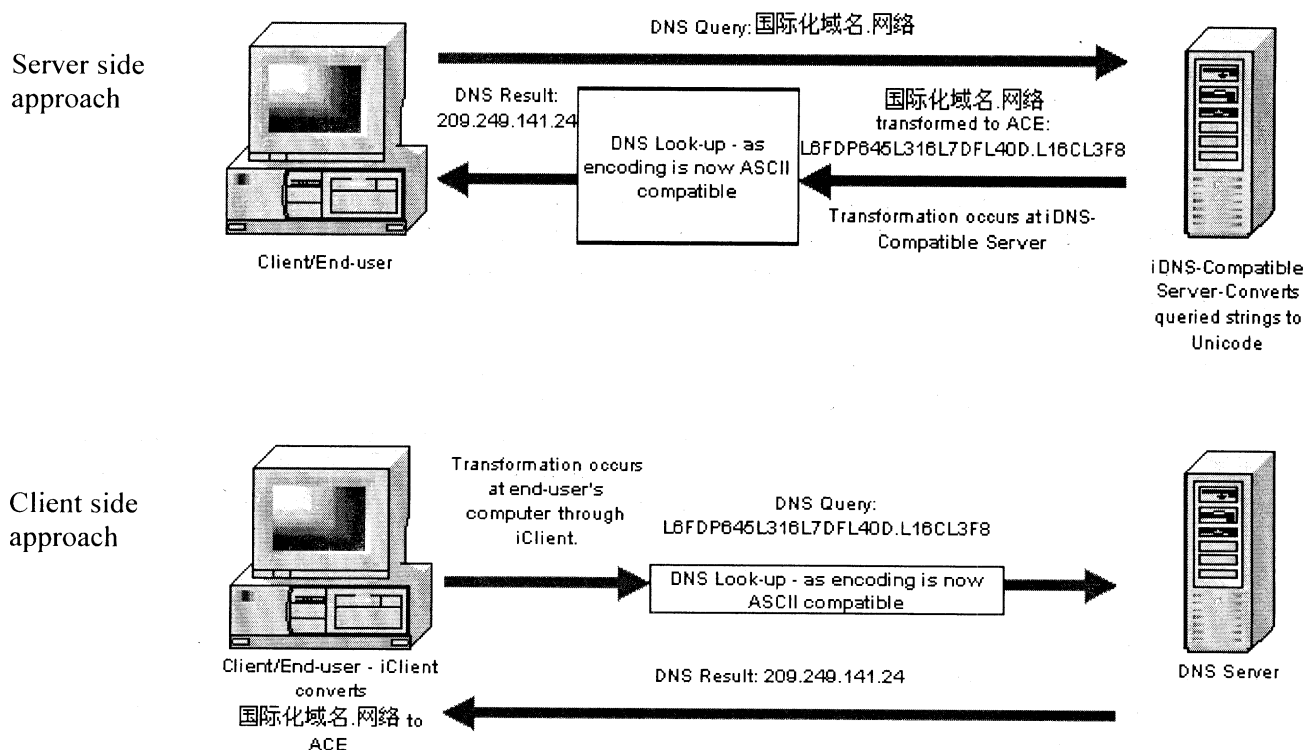 Server side
approach
DNS Query: 国际化域名.网络
DNS Result:
209.249.141.24
DNS Look-up - as
encoding is now ASCII
compatible
国际化域名.网络
transformed to ACE:
L6FDP645L316L7DFL40D.L16CL3F8
Transformation occurs at iDNS-
Compatible Server
Client/End-user
iDNS-Compatible
Server-Converts
queried strings to
Unicode
Client side
approach
Transformation occurs
at end-user's
computer through
iClient.
DNS Query:
L6FDP645L316L7DFL40D.L16CL3F8
DNS Look-up - as encoding is now
ASCII compatible
Client/End-user - iClient
converts
国际化域名.网络 to
ACE
DNS Result: 209.249.141.24
DNS Server